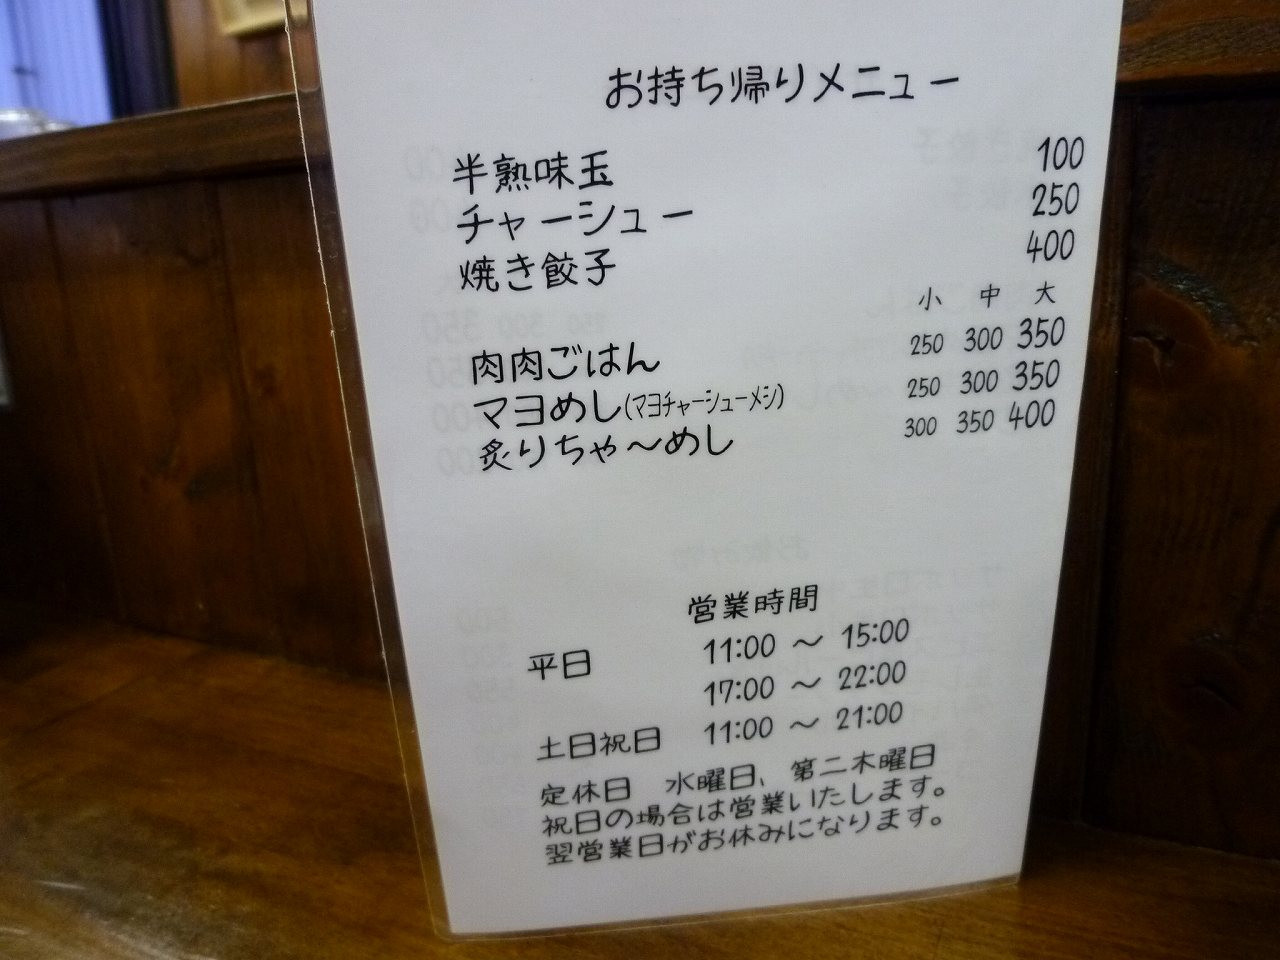 お持ち帰りメニュー
半熟味玉 100
チャーシュー 250
焼き餃子 400
小 中 大
肉肉ごはん 250 300 350
マヨめし(マヨチャーシューメシ) 250 300 350
炙りちゃ〜めし 300 350 400
営業時間
平日 11:00 〜 15:00
17:00 〜 22:00
土日祝日 11:00 〜 21:00
定休日 水曜日、第二木曜日
祝日の場合は営業いたします。
翌営業日がお休みになります。